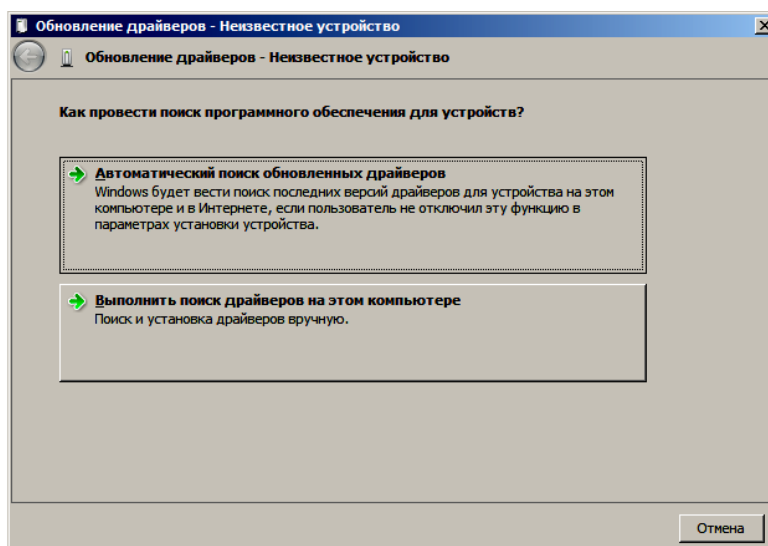 Обновление драйверов - Неизвестное устройство
Обновление драйверов - Неизвестное устройство
Как провести поиск программного обеспечения для устройств?
Автоматический поиск обновленных драйверов
Windows будет вести поиск последних версий драйверов для устройства на этом
компьютере и в Интернете, если пользователь не отключил эту функцию в
параметрах установки устройства.
Выполнить поиск драйверов на этом компьютере
Поиск и установка драйверов вручную.
Отмена